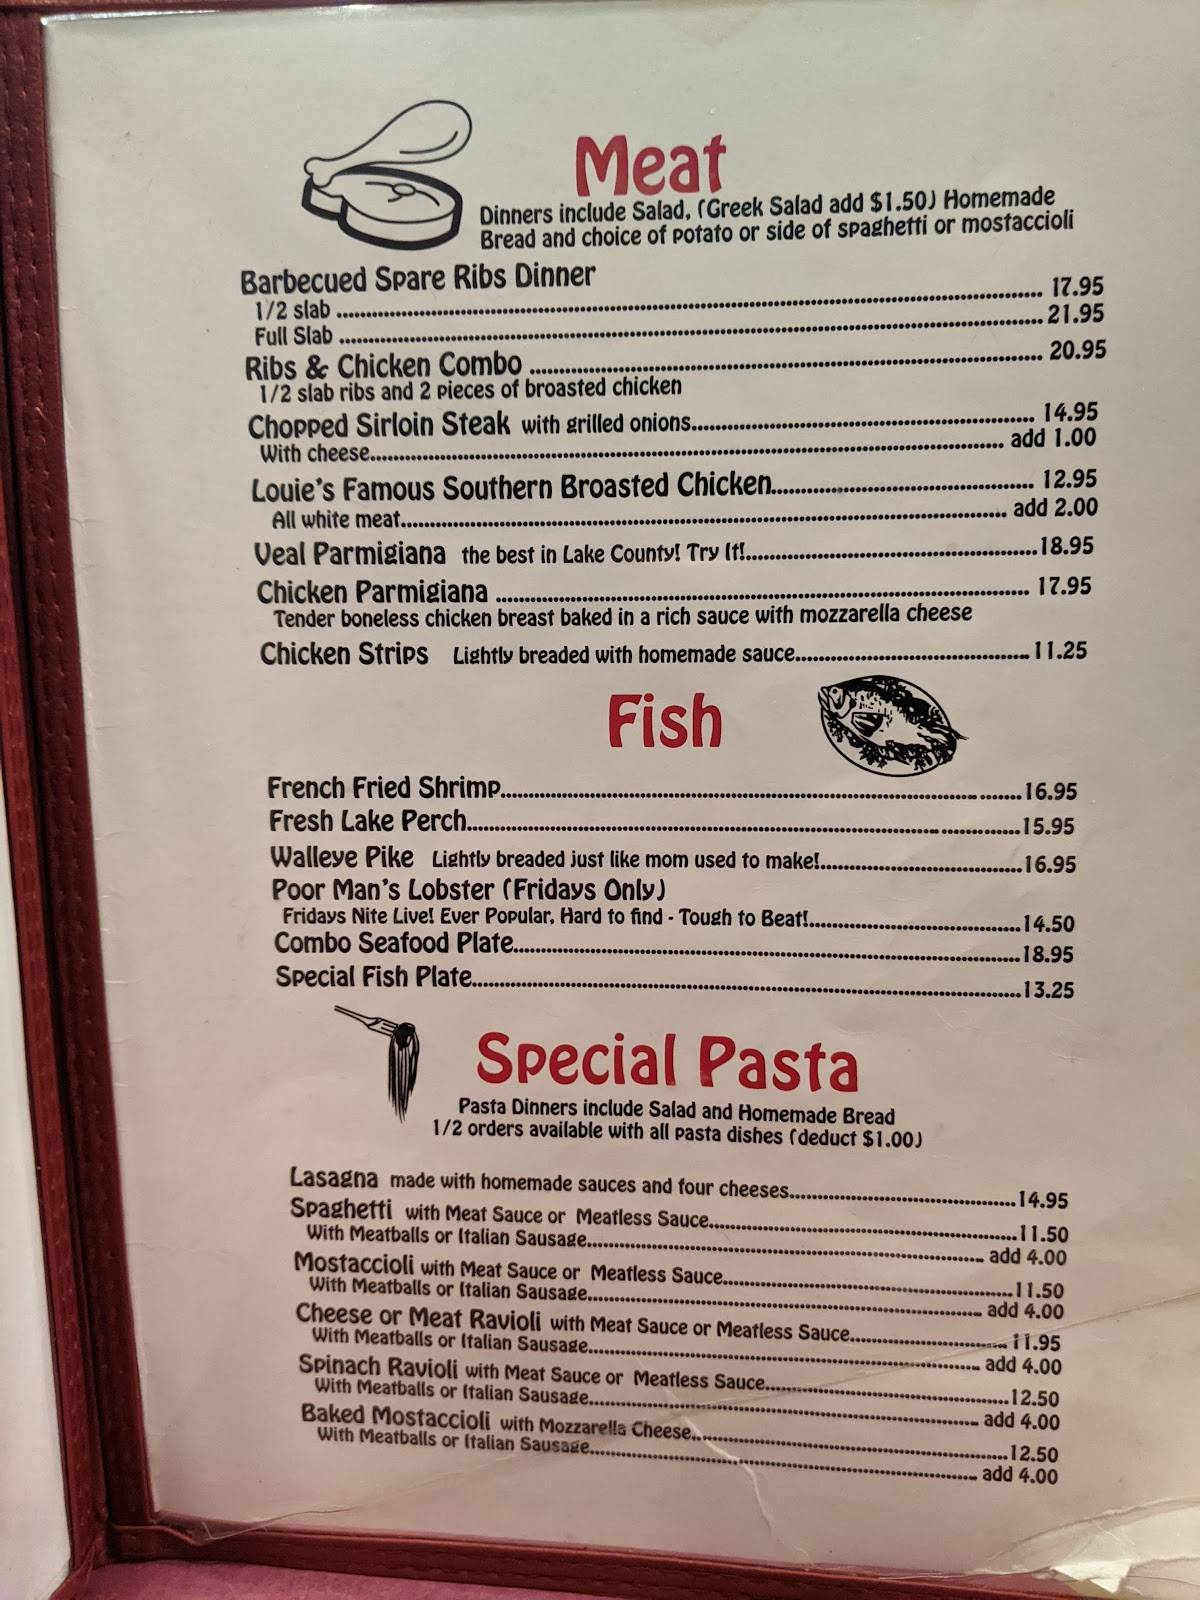 Meat
Dinners include Salad, (Greek Salad add $1.50) Homemade
Bread and choice of potato or side of spaghetti or mostaccioli
Barbecued Spare Ribs Dinner
1/2 slab ........ 17.95
Full Slab ........ 21.95
Ribs & Chicken Combo ........ 20.95
1/2 slab ribs and 2 pieces of broasted chicken
Chopped Sirloin Steak with grilled onions........ 14.95
With cheese........ add 1.00
Louie's Famous Southern Broasted Chicken........ 12.95
All white meat........ add 2.00
Veal Parmigiana the best in Lake County! Try It!........18.95
Chicken Parmigiana ........ 17.95
Tender boneless chicken breast baked in a rich sauce with mozzarella cheese
Chicken Strips Lightly breaded with homemade sauce........11.25
Fish
French Fried Shrimp........16.95
Fresh Lake Perch........15.95
Walleye Pike Lightly breaded just like mom used to make!........16.95
Poor Man's Lobster (Fridays Only)
Fridays Nite Live! Ever Popular, Hard to find - Tough to Beat!........14.50
Combo Seafood Plate........18.95
Special Fish Plate........13.25
Special Pasta
Pasta Dinners include Salad and Homemade Bread
1/2 orders available with all pasta dishes (deduct $1.00)
Lasagna made with homemade sauces and four cheeses........14.95
Spaghetti with Meat Sauce or Meatless Sauce........11.50
With Meatballs or Italian Sausage........ add 4.00
Mostaccioli with Meat Sauce or Meatless Sauce........11.50
With Meatballs or Italian Sausage........ add 4.00
Cheese or Meat Ravioli with Meat Sauce or Meatless Sauce........ 11.95
With Meatballs or Italian Sausage........ add 4.00
Spinach Ravioli with Meat Sauce or Meatless Sauce........12.50
With Meatballs or Italian Sausage........ add 4.00
Baked Mostaccioli with Mozzarella Cheese........12.50
With Meatballs or Italian Sausage........ add 4.00